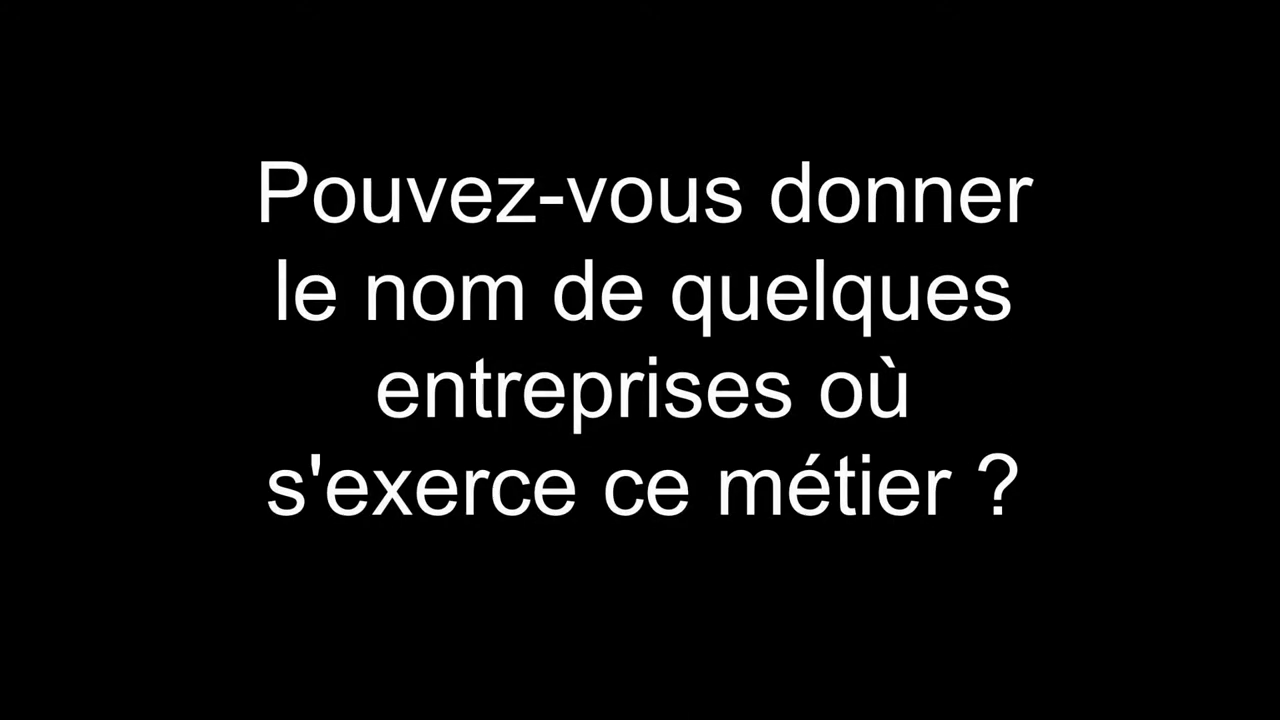 Pouvez-vous donner
le nom de quelques
entreprises où
s'exerce ce métier ?